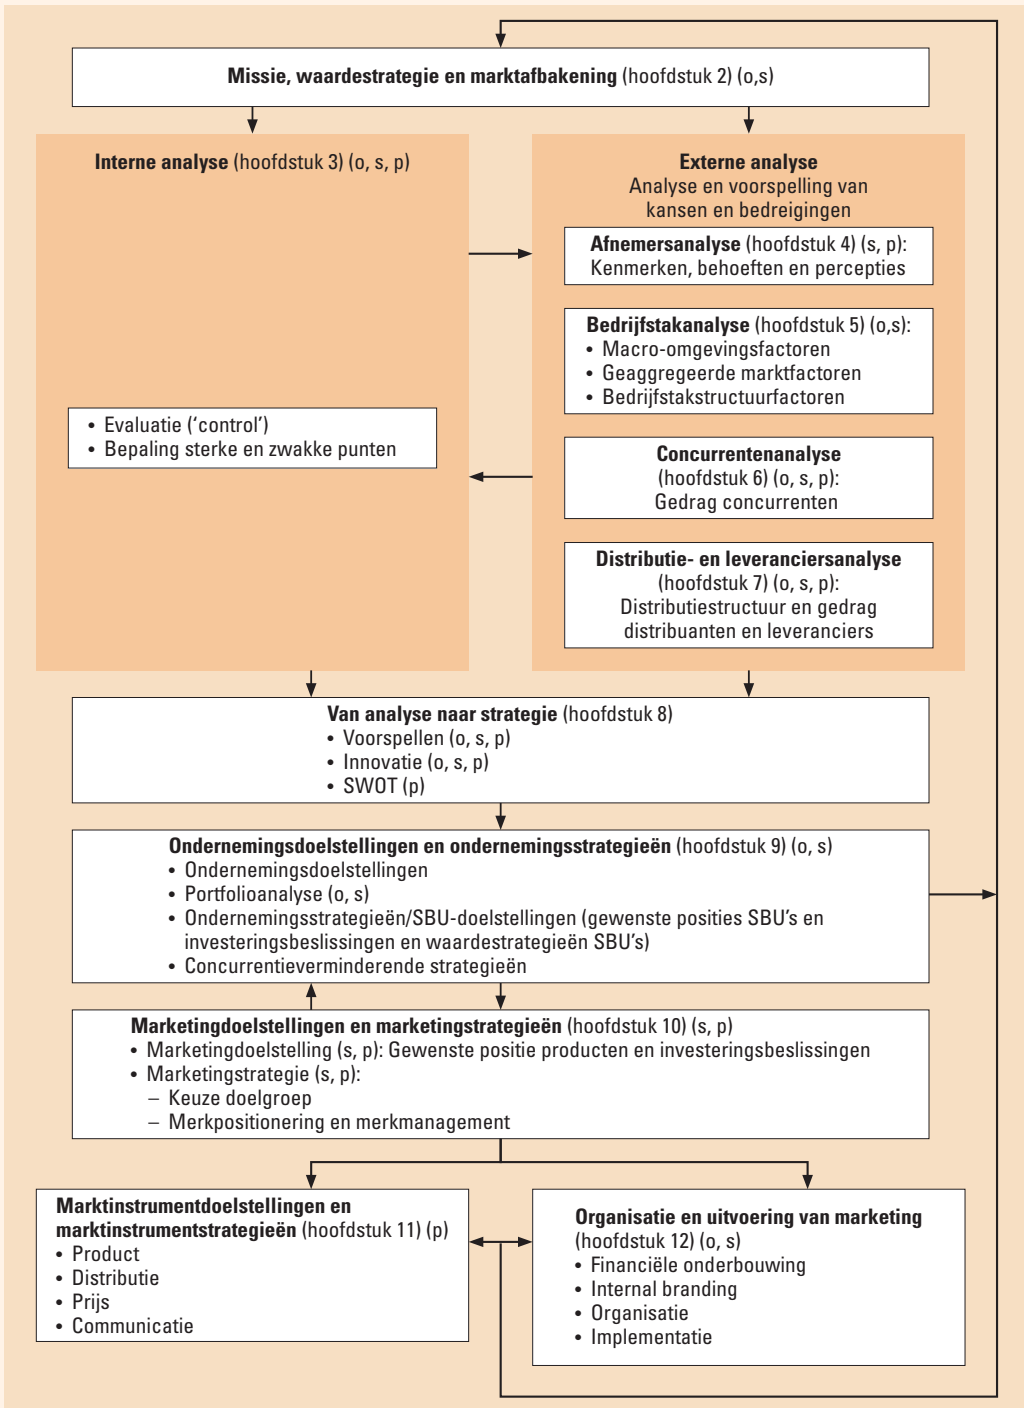 Missie, waardestrategie en marktafbakening (hoofdstuk 2) (o,s)
Interne analyse (hoofdstuk 3) (o, s, p)
• Evaluatie (‘control’)
• Bepaling sterke en zwakke punten
Externe analyse
Analyse en voorspelling van
kansen en bedreigingen
Afnemersanalyse (hoofdstuk 4) (s, p):
Kenmerken, behoeften en percepties
Bedrijfstakanalyse (hoofdstuk 5) (o,s):
• Macro-omgevingsfactoren
• Geaggregeerde marktfactoren
• Bedrijfstakstructuurfactoren
Concurrentenanalyse
(hoofdstuk 6) (o, s, p):
Gedrag concurrenten
Distributie- en leveranciersanalyse
(hoofdstuk 7) (o, s, p):
Distributiestructuur en gedrag
distribuanten en leveranciers
Van analyse naar strategie (hoofdstuk 8)
• Voorspellen (o, s, p)
• Innovatie (o, s, p)
• SWOT (p)
Ondernemingsdoelstellingen en ondernemingsstrategieën (hoofdstuk 9) (o, s)
• Ondernemingsdoelstellingen
• Portfolioanalyse (o, s)
• Ondernemingsstrategieën/SBU-doelstellingen (gewenste posities SBU's en
investeringsbeslissingen en waardestrategieën SBU's)
• Concurrentieverminderende strategieën
Marketingdoelstellingen en marketingstrategieën (hoofdstuk 10) (s, p)
• Marketingdoelstelling (s, p): Gewenste positie producten en investeringsbeslissingen
• Marketingstrategie (s, p):
– Keuze doelgroep
– Merkpositionering en merkmanagement
Marktinstrumentdoelstellingen en
marktinstrumentstrategieën (hoofdstuk 11) (p)
• Product
• Distributie
• Prijs
• Communicatie
Organisatie en uitvoering van marketing
(hoofdstuk 12) (o, s)
• Financiële onderbouwing
• Internal branding
• Organisatie
• Implementatie